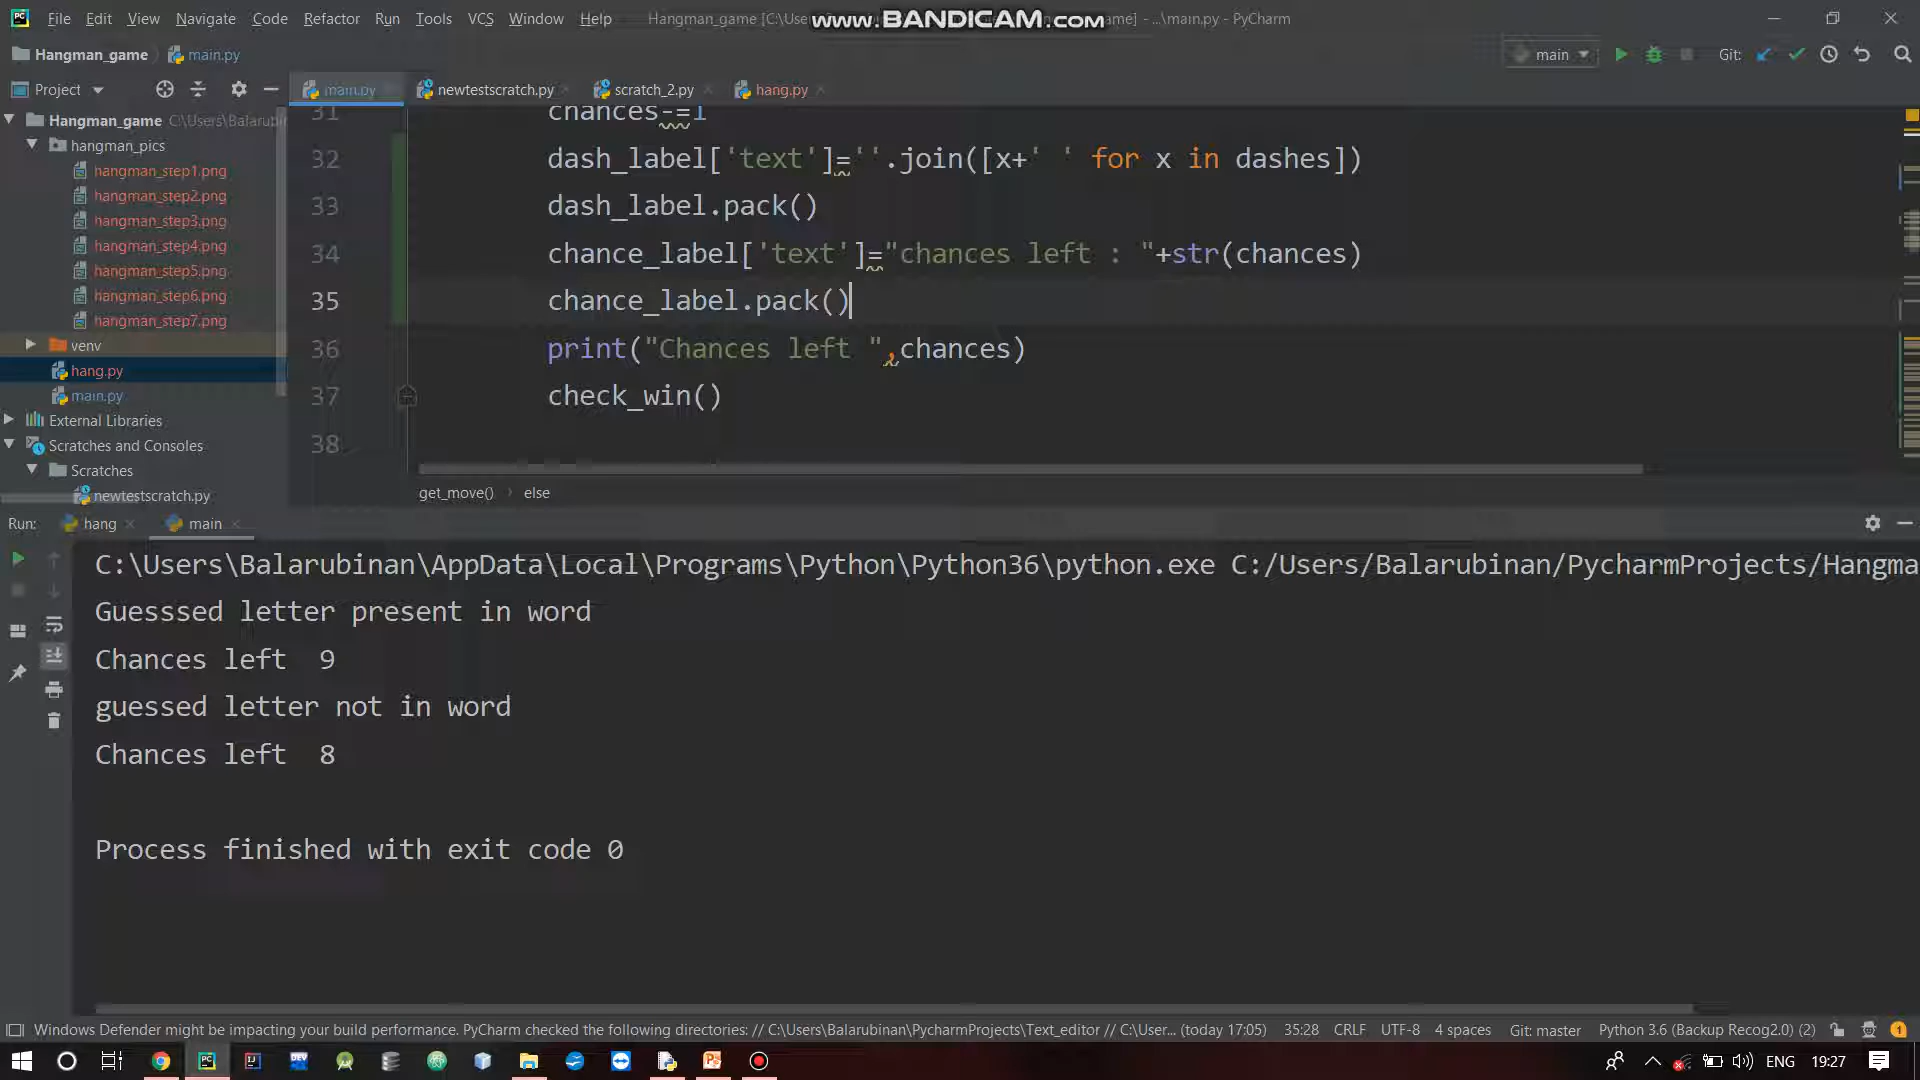 PC File Edit View Navigate Code Refactor Run Tools VCS Window Help Hangman_game [C:\User www.BANDICAM.com ame] - ...\main.py - PyCharm
Hangman_game main.py main Git:
Project main.py newtestscratch.py scratch_2.py hang.py
Hangman_game C:\Users\Balarubin
hangman_pics
hangman_step1.png
hangman_step2.png
hangman_step3.png
hangman_step4.png
hangman_step5.png
hangman_step6.png
hangman_step7.png
venv
hang.py
main.py
External Libraries
Scratches and Consoles
Scratches
newtestscratch.py
31 chances-=1
32 dash_label['text']=''.join([x+' ' for x in dashes])
33 dash_label.pack()
34 chance_label['text']="chances left : "+str(chances)
35 chance_label.pack()
36 print("Chances left ",chances)
37 check_win()
38
get_move() › else
Run: hang main
C:\Users\Balarubinan\AppData\Local\Programs\Python\Python36\python.exe C:/Users/Balarubinan/PycharmProjects/Hangma
Guesssed letter present in word
Chances left  9
guessed letter not in word
Chances left  8
Process finished with exit code 0
Windows Defender might be impacting your build performance. PyCharm checked the following directories: // C:\Users\Balarubinan\PycharmProjects\Text_editor // C:\User... (today 17:05) 35:28 CRLF UTF-8 4 spaces Git: master Python 3.6 (Backup Recog2.0) (2) 1
ENG 19:27